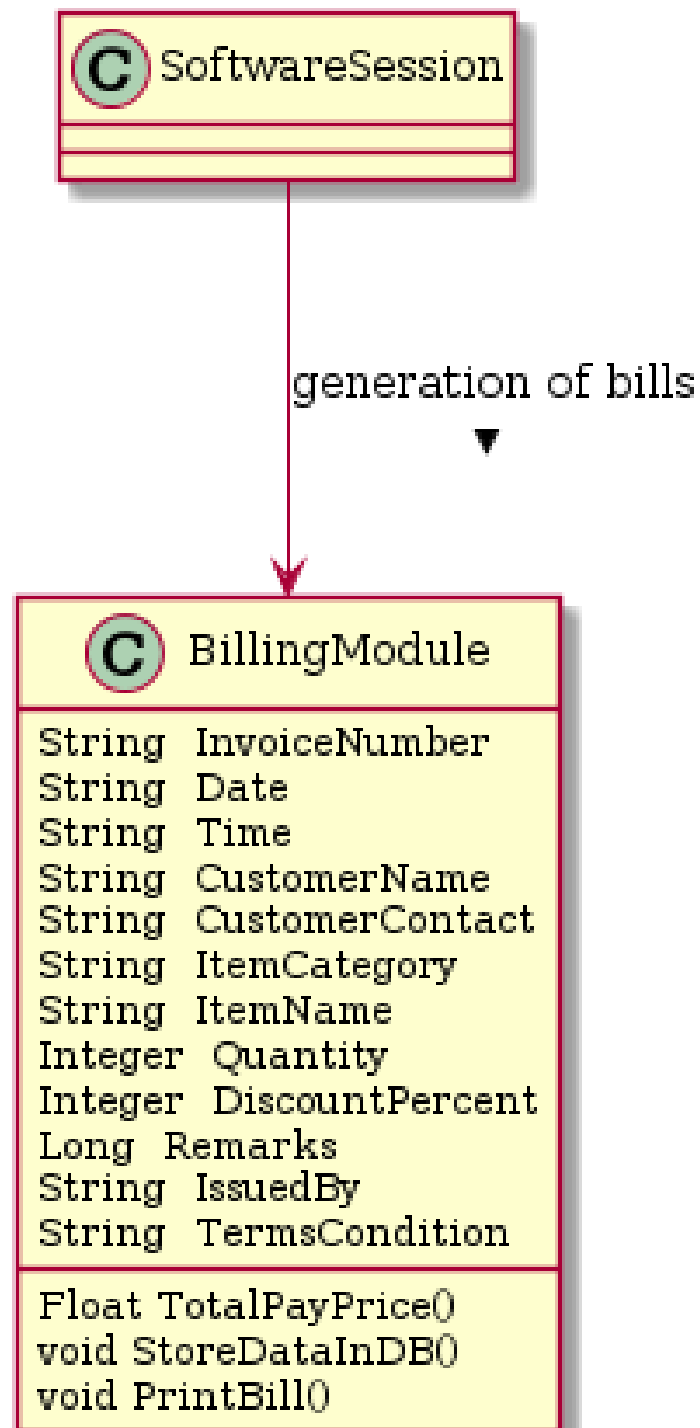 C SoftwareSession
generation of bills
▼
C BillingModule
String InvoiceNumber
String Date
String Time
String CustomerName
String CustomerContact
String ItemCategory
String ItemName
Integer Quantity
Integer DiscountPercent
Long Remarks
String IssuedBy
String TermsCondition
Float TotalPayPrice()
void StoreDataInDB()
void PrintBill()